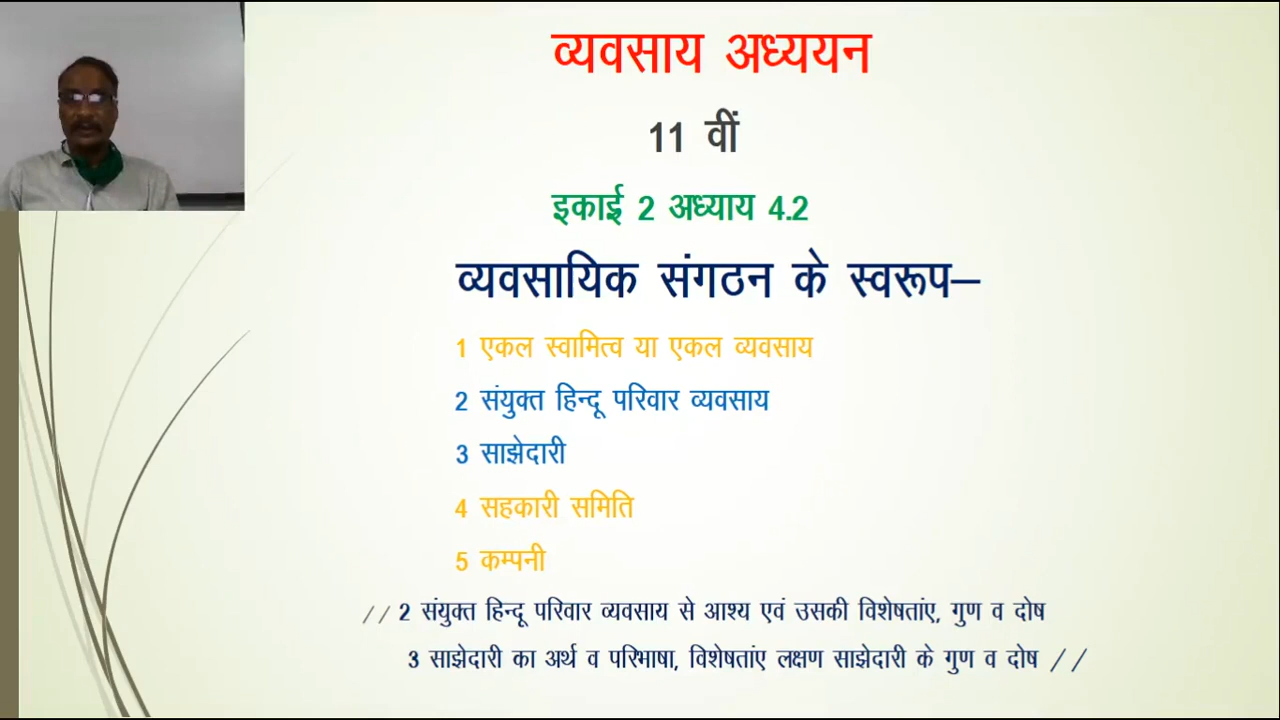 व्यवसाय अध्ययन
11 वीं
इकाई 2 अध्याय 4.2
व्यवसायिक संगठन के स्वरूप–
1 एकल स्वामित्व या एकल व्यवसाय
2 संयुक्त हिन्दू परिवार व्यवसाय
3 साझेदारी
4 सहकारी समिति
5 कम्पनी
// 2 संयुक्त हिन्दू परिवार व्यवसाय से आश्य एवं उसकी विशेषतांए, गुण व दोष
3 साझेदारी का अर्थ व परिभाषा, विशेषतांए लक्षण साझेदारी के गुण व दोष //